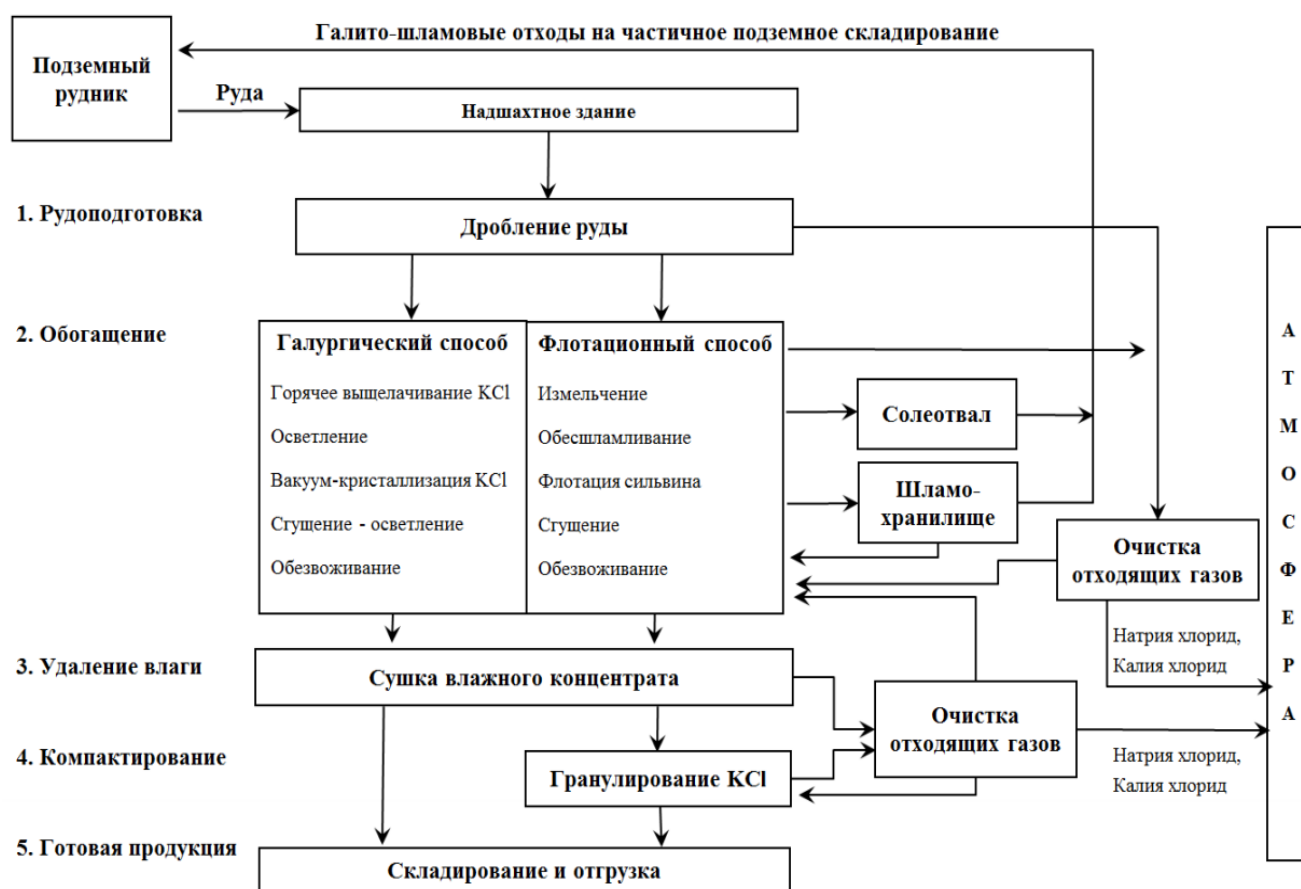 Галито-шламовые отходы на частичное подземное складирование
Подземный
рудник
Руда
Надшахтное здание
1. Рудоподготовка
Дробление руды
2. Обогащение
Галургический способ
Горячее выщелачивание KCl
Осветление
Вакуум-кристаллизация KCl
Сгущение - осветление
Обезвоживание
Флотационный способ
Измельчение
Обесшламливание
Флотация сильвина
Сгущение
Обезвоживание
Солеотвал
Шламо-
хранилище
Очистка
отходящих газов
Натрия хлорид,
Калия хлорид
3. Удаление влаги
Сушка влажного концентрата
Очистка
отходящих газов
Натрия хлорид,
Калия хлорид
4. Компактирование
Гранулирование KCl
5. Готовая продукция
Складирование и отгрузка
А
Т
М
О
С
Ф
Е
Р
А